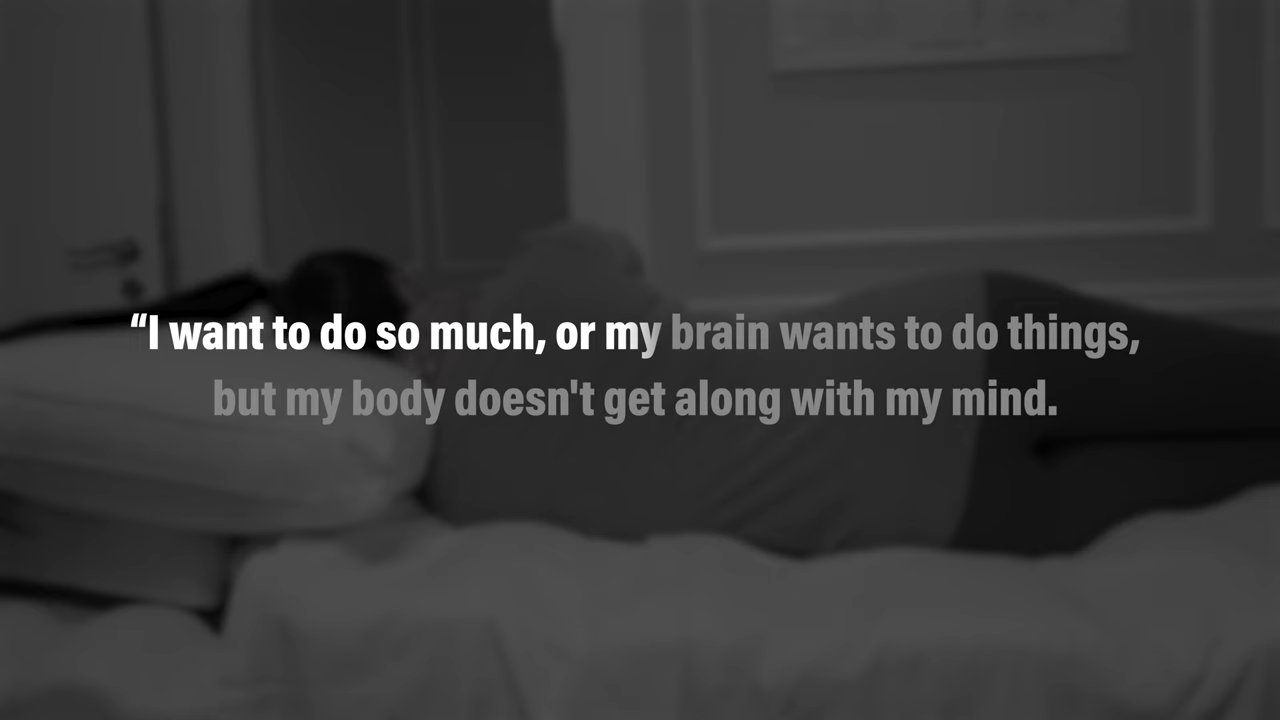 “I want to do so much, or my brain wants to do things,
but my body doesn't get along with my mind.